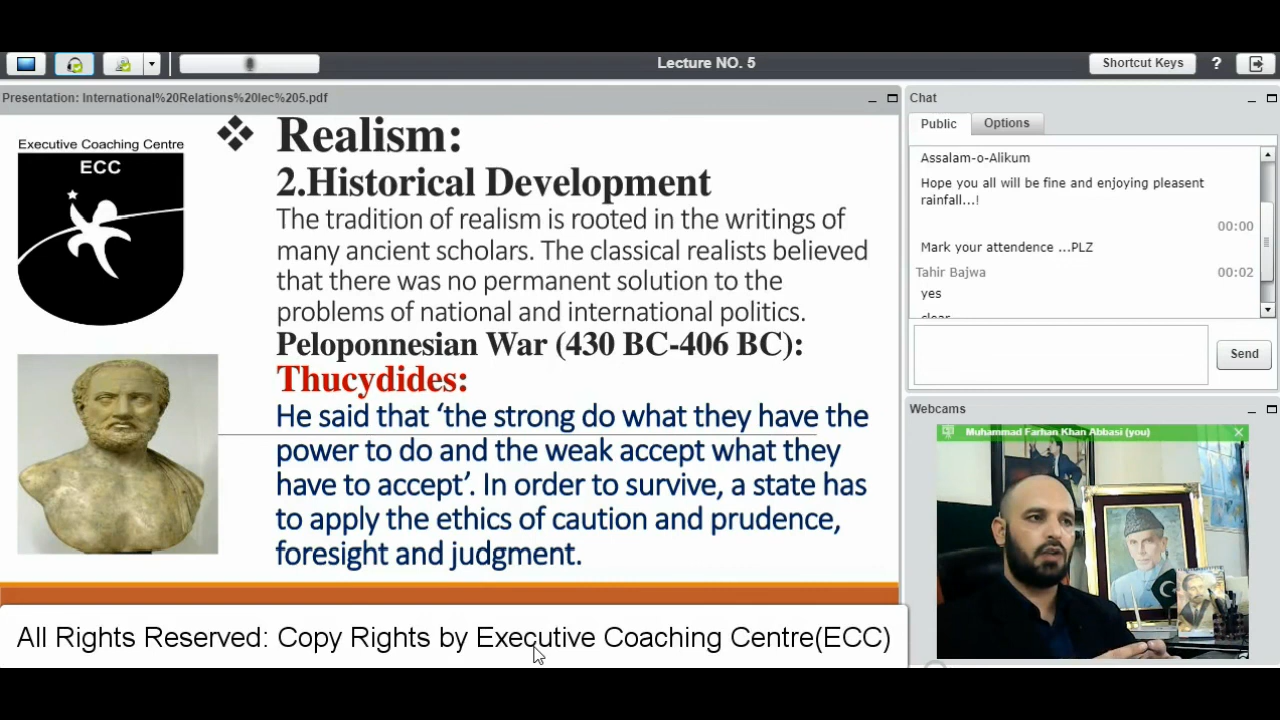 Lecture NO. 5
Shortcut Keys
?
Presentation: International%20Relations%20lec%205.pdf
Executive Coaching Centre
ECC
❖ Realism:
2.Historical Development
The tradition of realism is rooted in the writings of
many ancient scholars. The classical realists believed
that there was no permanent solution to the
problems of national and international politics.
Peloponnesian War (430 BC-406 BC):
Thucydides:
He said that ‘the strong do what they have the
power to do and the weak accept what they
have to accept’. In order to survive, a state has
to apply the ethics of caution and prudence,
foresight and judgment.
All Rights Reserved: Copy Rights by Executive Coaching Centre(ECC)
Chat
Public
Options
Assalam-o-Alikum
Hope you all will be fine and enjoying pleasent
rainfall...!
00:00
Mark your attendence ...PLZ
Tahir Bajwa 00:02
yes
clear
Send
Webcams
Muhammad Farhan Khan Abbasi (you)